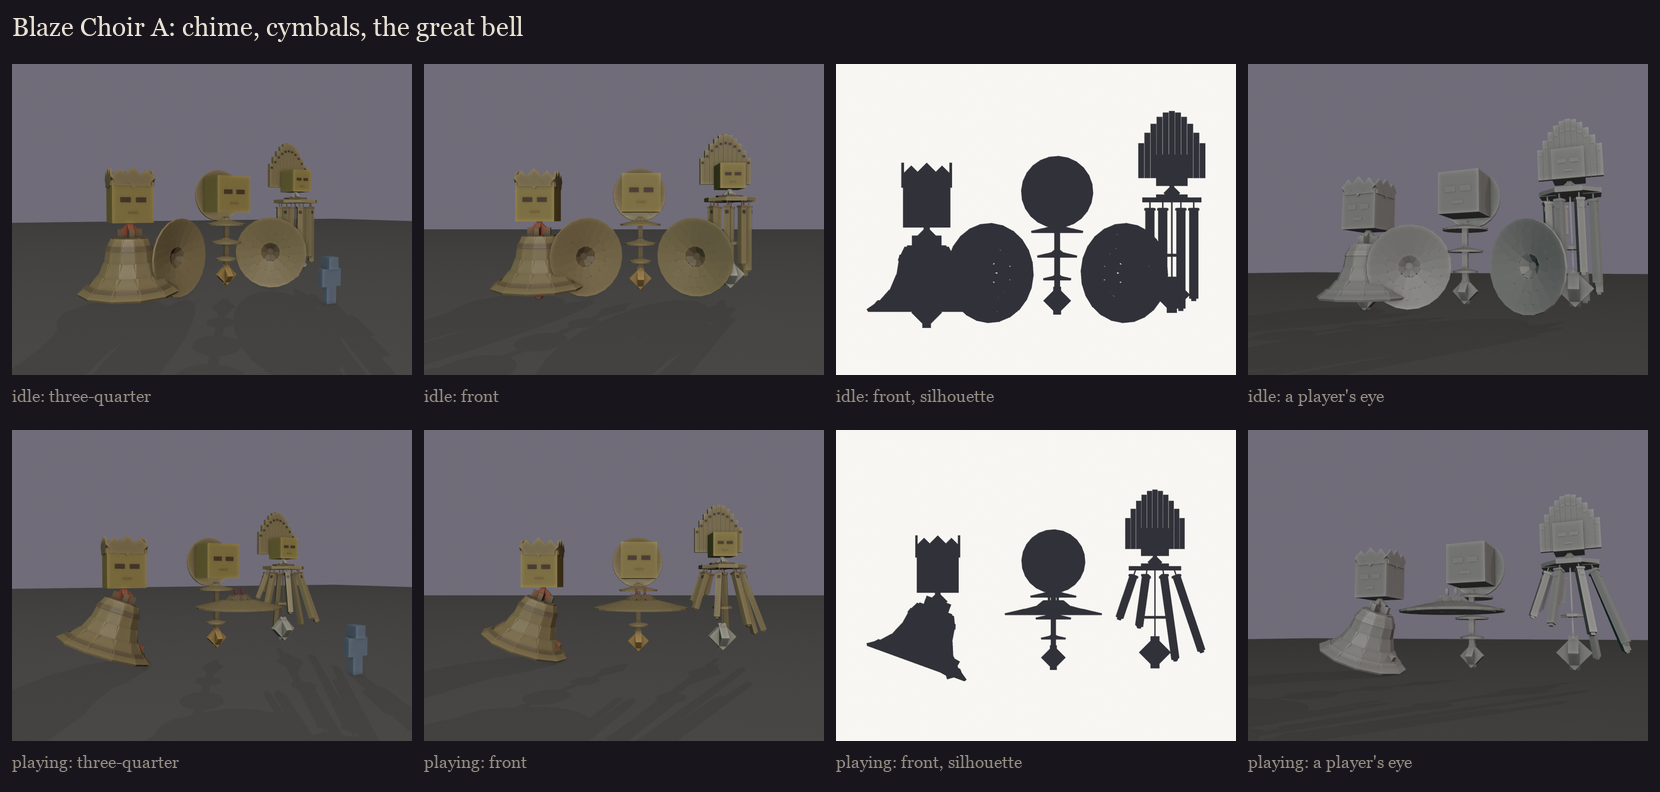 Blaze Choir A: chime, cymbals, the great bell
idle: three-quarter
idle: front
idle: front, silhouette
idle: a player's eye
playing: three-quarter
playing: front
playing: front, silhouette
playing: a player's eye